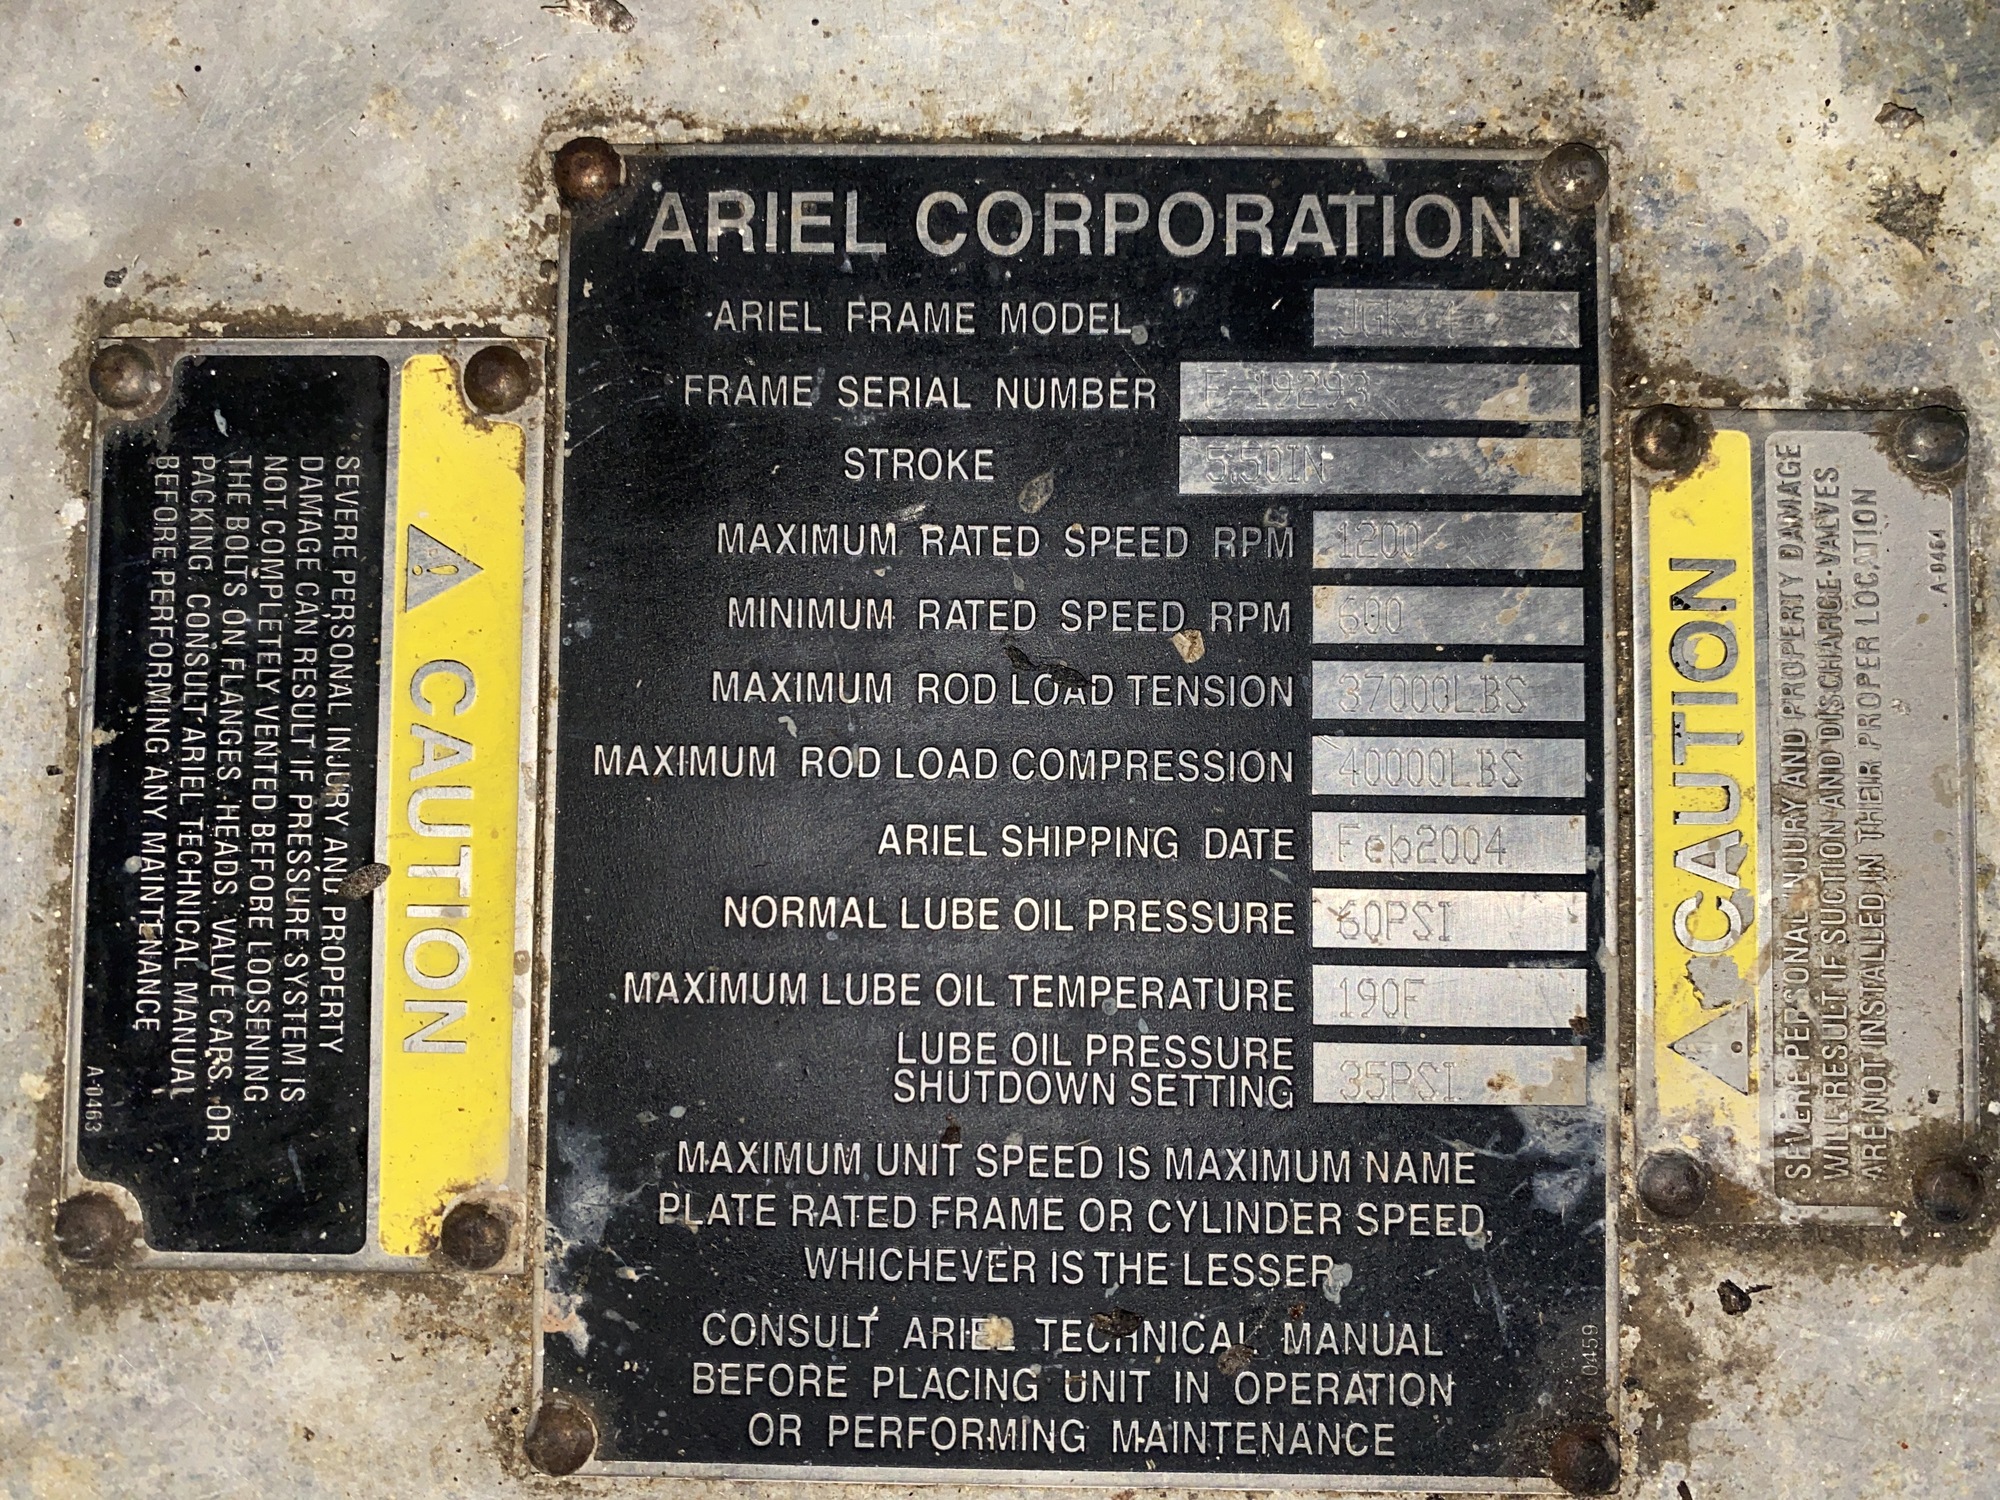 ARIEL CORPORATION
ARIEL FRAME MODEL JGK/4
FRAME SERIAL NUMBER F-19293
STROKE 5.50IN
MAXIMUM RATED SPEED RPM 1200
MINIMUM RATED SPEED RPM 600
MAXIMUM ROD LOAD TENSION 37000LBS
MAXIMUM ROD LOAD COMPRESSION 40000LBS
ARIEL SHIPPING DATE Feb2004
NORMAL LUBE OIL PRESSURE 60PSI
MAXIMUM LUBE OIL TEMPERATURE 190F
LUBE OIL PRESSURE
SHUTDOWN SETTING 35PSI
MAXIMUM UNIT SPEED IS MAXIMUM NAME
PLATE RATED FRAME OR CYLINDER SPEED,
WHICHEVER IS THE LESSER
CONSULT ARIEL TECHNICAL MANUAL
BEFORE PLACING UNIT IN OPERATION
OR PERFORMING MAINTENANCE
0459
CAUTION
SEVERE PERSONAL INJURY AND PROPERTY
DAMAGE CAN RESULT IF PRESSURE SYSTEM IS
NOT COMPLETELY VENTED BEFORE LOOSENING
THE BOLTS ON FLANGES, HEADS, VALVE CAPS, OR
PACKING. CONSULT ARIEL TECHNICAL MANUAL
BEFORE PERFORMING ANY MAINTENANCE
A-0463
CAUTION
SEVERE PERSONAL INJURY AND PROPERTY DAMAGE
WILL RESULT IF SUCTION AND DISCHARGE VALVES
ARE NOT INSTALLED IN THEIR PROPER LOCATION
A-0464